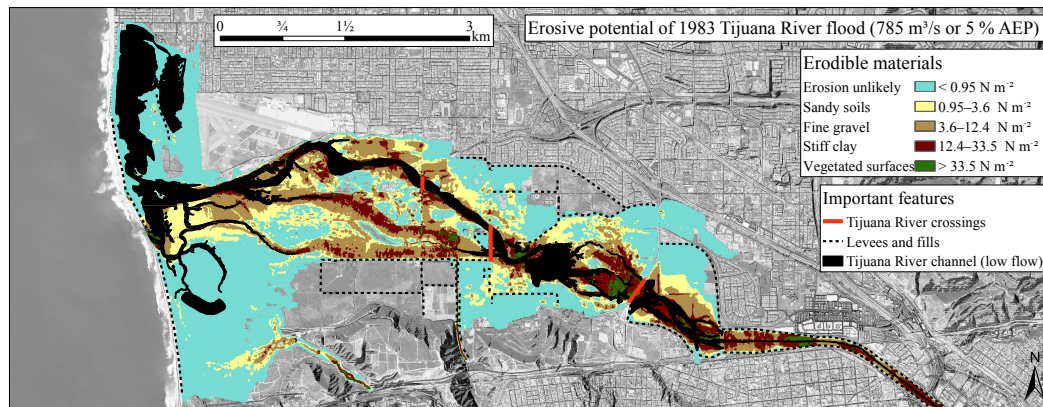 0 ¾ 1½ 3
km
Erosive potential of 1983 Tijuana River flood (785 m³/s or 5 % AEP)
Erodible materials
Erosion unlikely < 0.95 N m⁻²
Sandy soils 0.95–3.6 N m⁻²
Fine gravel 3.6–12.4 N m⁻²
Stiff clay 12.4–33.5 N m⁻²
Vegetated surfaces > 33.5 N m⁻²
Important features
Tijuana River crossings
Levees and fills
Tijuana River channel (low flow)
N